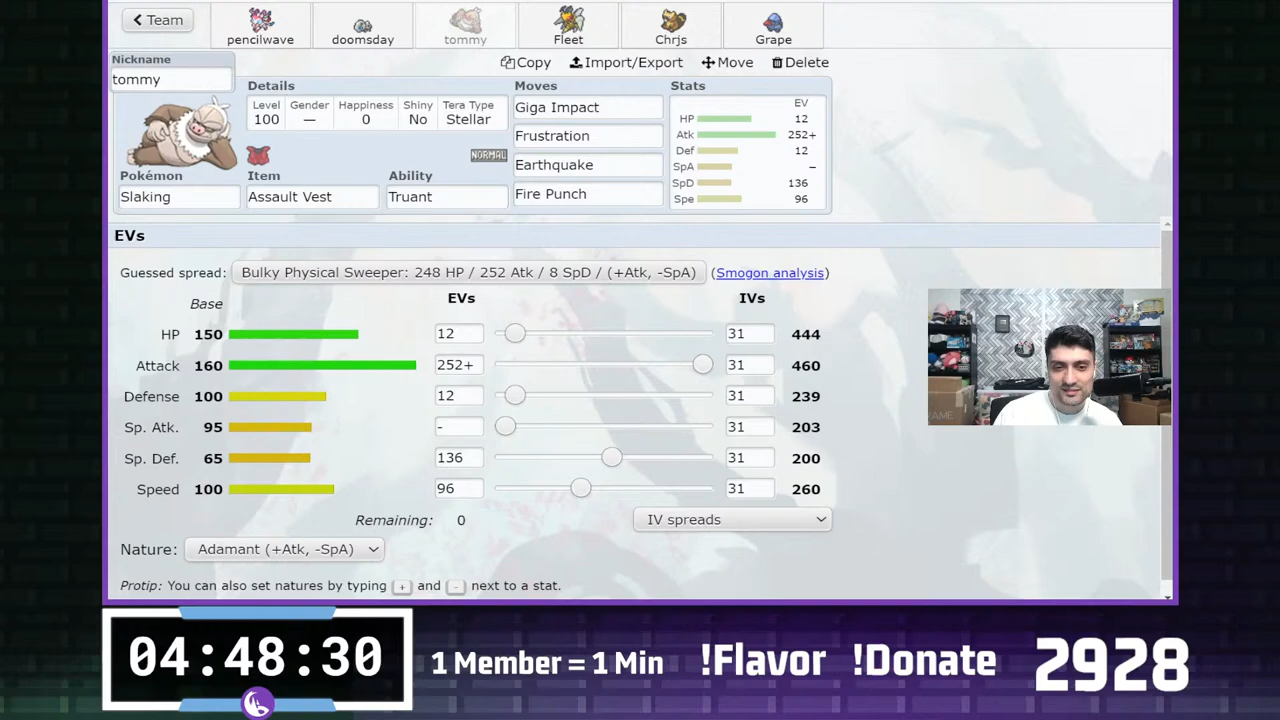 Team
pencilwave
doomsday
tommy
Fleet
Chrjs
Grape
Copy Import/Export Move Delete
Nickname
tommy
Details
Level Gender Happiness Shiny Tera Type
100 — 0 No Stellar
NORMAL
Pokémon Item Ability
Slaking Assault Vest Truant
Moves
Giga Impact
Frustration
Earthquake
Fire Punch
Stats
EV
HP 12
Atk 252+
Def 12
SpA –
SpD 136
Spe 96
EVs
Guessed spread: Bulky Physical Sweeper: 248 HP / 252 Atk / 8 SpD / (+Atk, -SpA) (Smogon analysis)
Base EVs IVs
HP 150 12 31 444
Attack 160 252+ 31 460
Defense 100 12 31 239
Sp. Atk. 95 - 31 203
Sp. Def. 65 136 31 200
Speed 100 96 31 260
Remaining: 0 IV spreads
Nature: Adamant (+Atk, -SpA)
Protip: You can also set natures by typing + and - next to a stat.
04:48:30
1 Member = 1 Min !Flavor !Donate 2928